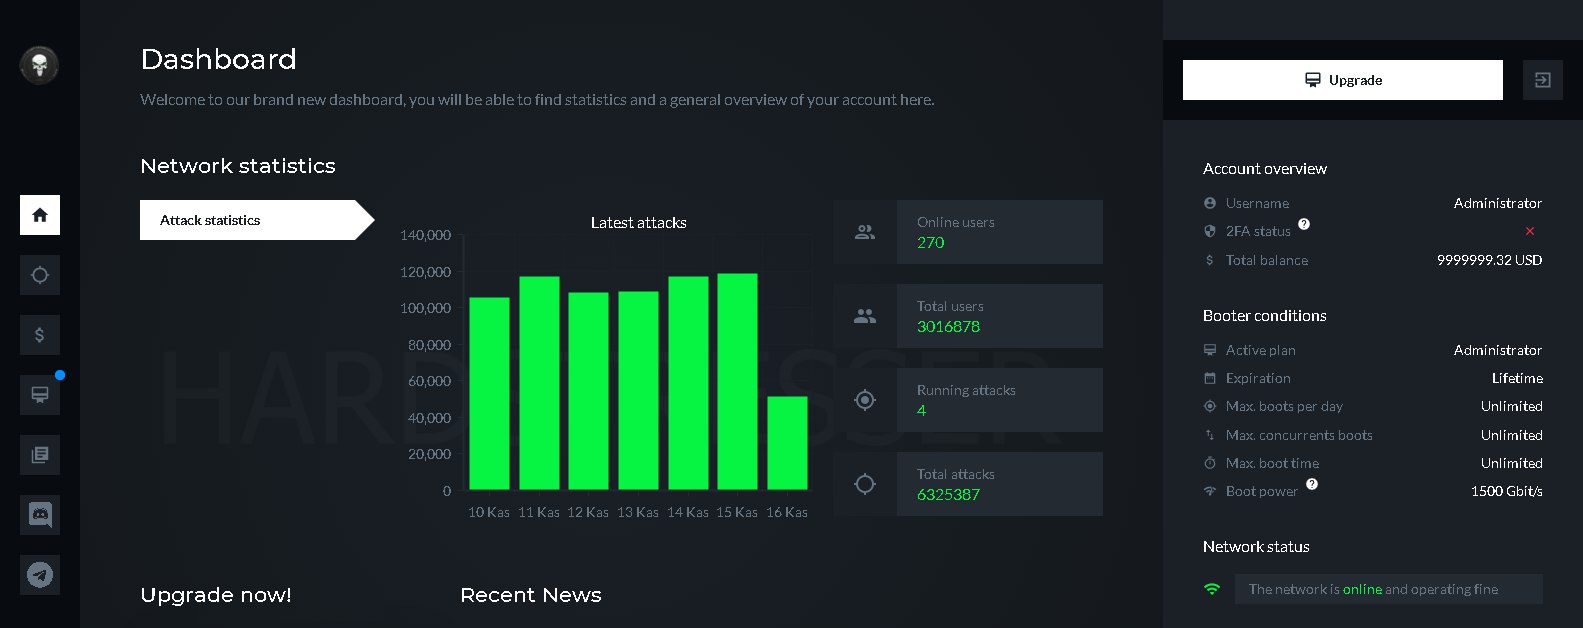 Dashboard
Welcome to our brand new dashboard, you will be able to find statistics and a general overview of your account here.
Network statistics
Attack statistics
Latest attacks
140,000
120,000
100,000
80,000
60,000
40,000
20,000
0
10 Kas 11 Kas 12 Kas 13 Kas 14 Kas 15 Kas 16 Kas
Online users
270
Total users
3016878
Running attacks
4
Total attacks
6325387
Upgrade now!
Recent News
Upgrade
Account overview
Username Administrator
2FA status ? ×
Total balance 9999999.32 USD
Booter conditions
Active plan Administrator
Expiration Lifetime
Max. boots per day Unlimited
Max. concurrents boots Unlimited
Max. boot time Unlimited
Boot power ? 1500 Gbit/s
Network status
The network is online and operating fine